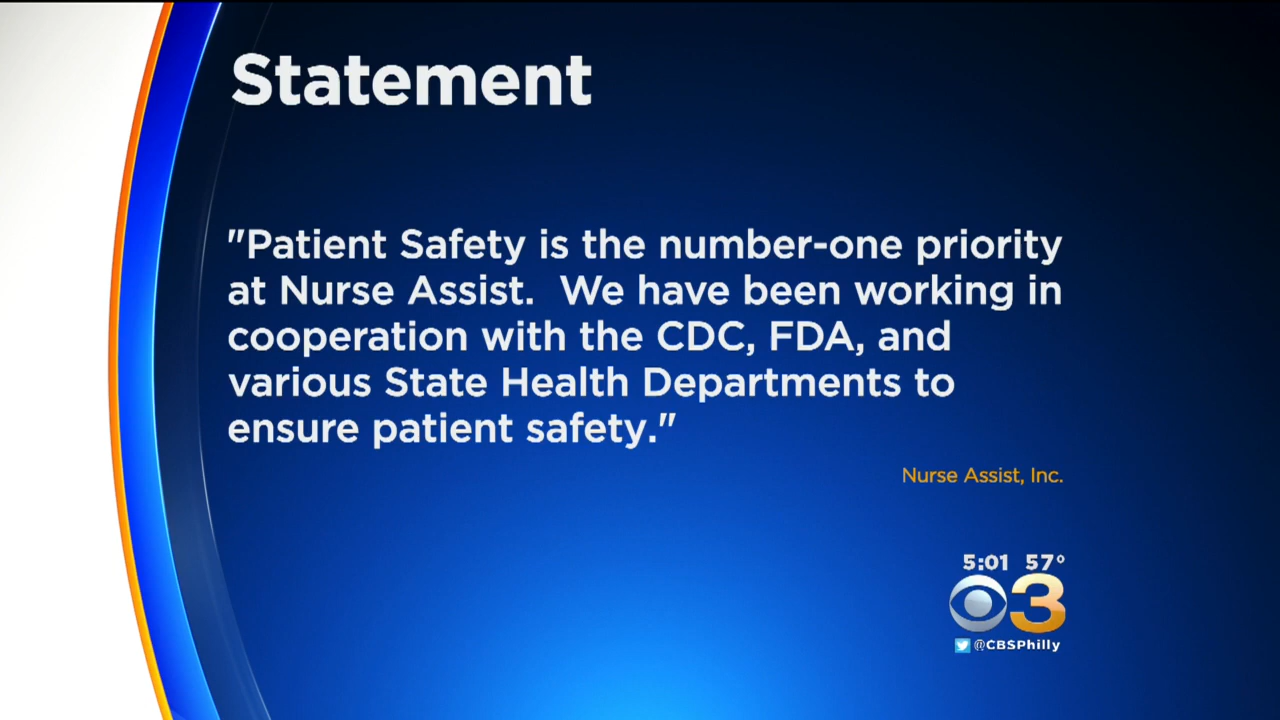 Statement
"Patient Safety is the number-one priority
at Nurse Assist.  We have been working in
cooperation with the CDC, FDA, and
various State Health Departments to
ensure patient safety."
Nurse Assist, Inc.
5:01 57°
3
@CBSPhilly